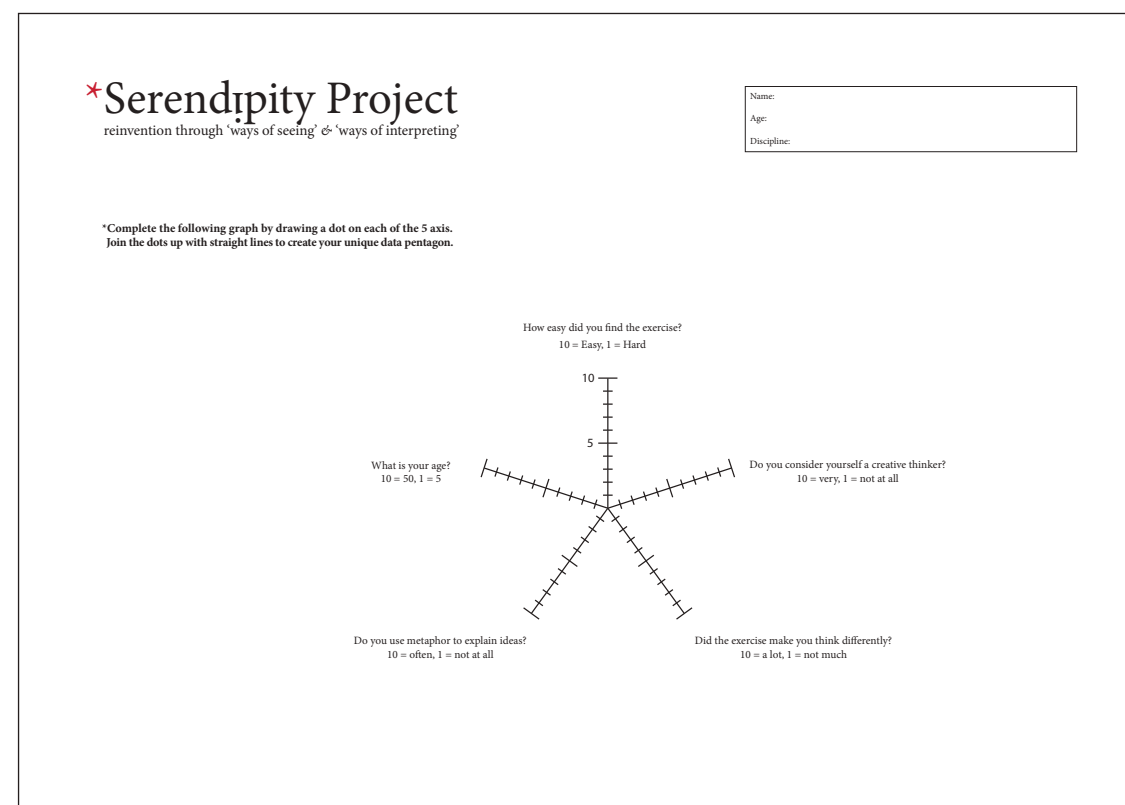 *Serendipity Project
reinvention through ‘ways of seeing’ & ‘ways of interpreting’
Name:
Age:
Discipline:
*Complete the following graph by drawing a dot on each of the 5 axis.
Join the dots up with straight lines to create your unique data pentagon.
How easy did you find the exercise?
10 = Easy, 1 = Hard
10
5
What is your age?
10 = 50, 1 = 5
Do you consider yourself a creative thinker?
10 = very, 1 = not at all
Do you use metaphor to explain ideas?
10 = often, 1 = not at all
Did the exercise make you think differently?
10 = a lot, 1 = not much